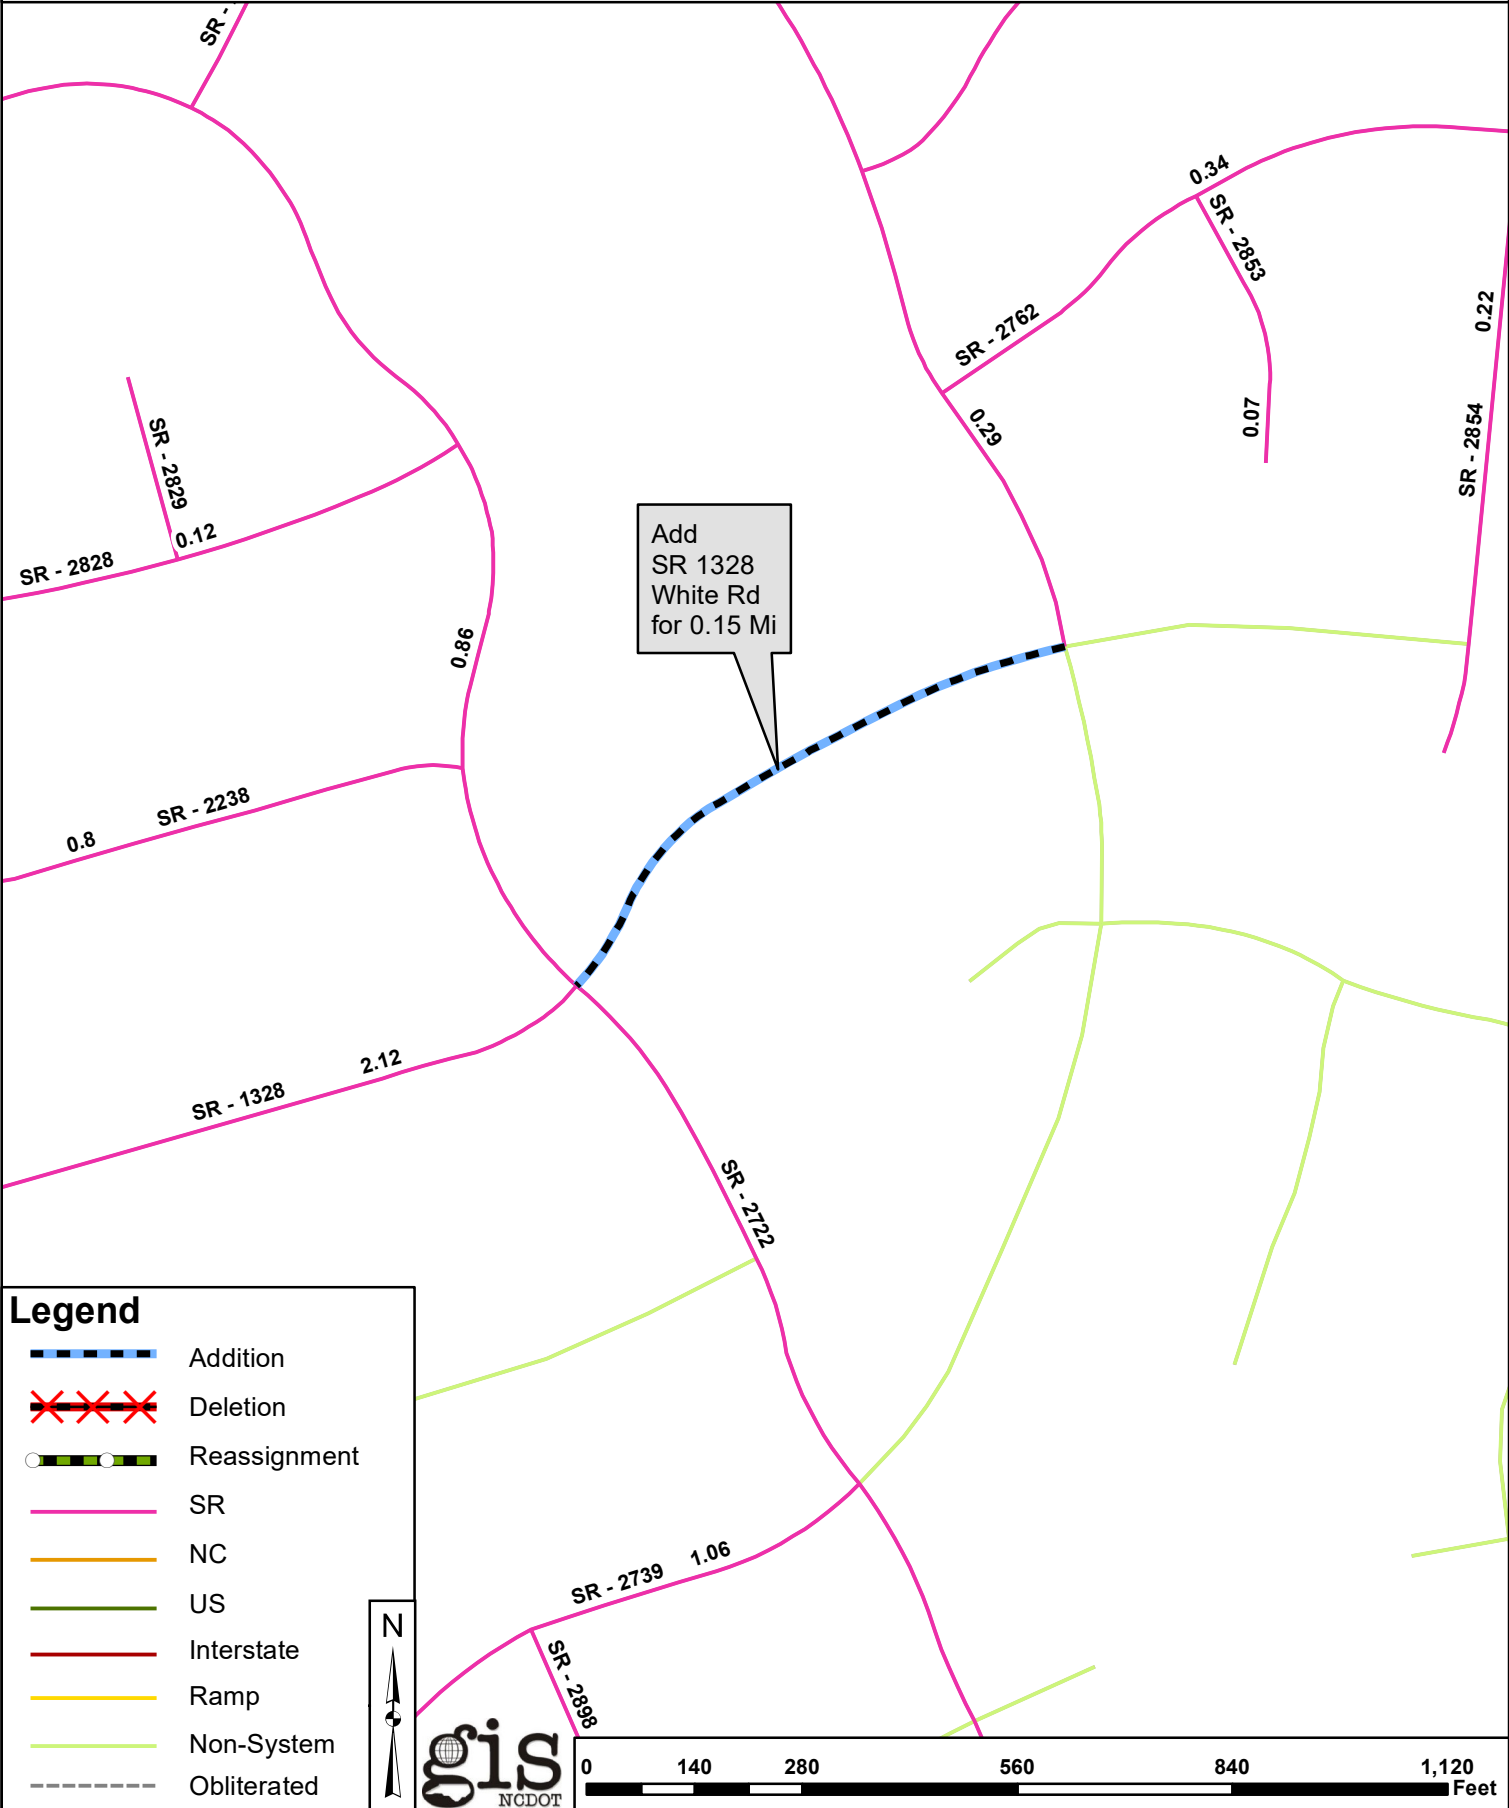 SR -
0.34
SR - 2853
SR - 2762
0.22
0.07
SR - 2854
0.29
SR - 2829
0.12
SR - 2828
Add
SR 1328
White Rd
for 0.15 Mi
0.86
SR - 2238
0.8
2.12
SR - 1328
SR - 2722
Legend
Addition
Deletion
Reassignment
SR
NC
US
Interstate
Ramp
Non-System
Obliterated
N
1.06
SR - 2739
SR - 2898
gis
NCDOT
0 140 280 560 840 1,120
Feet